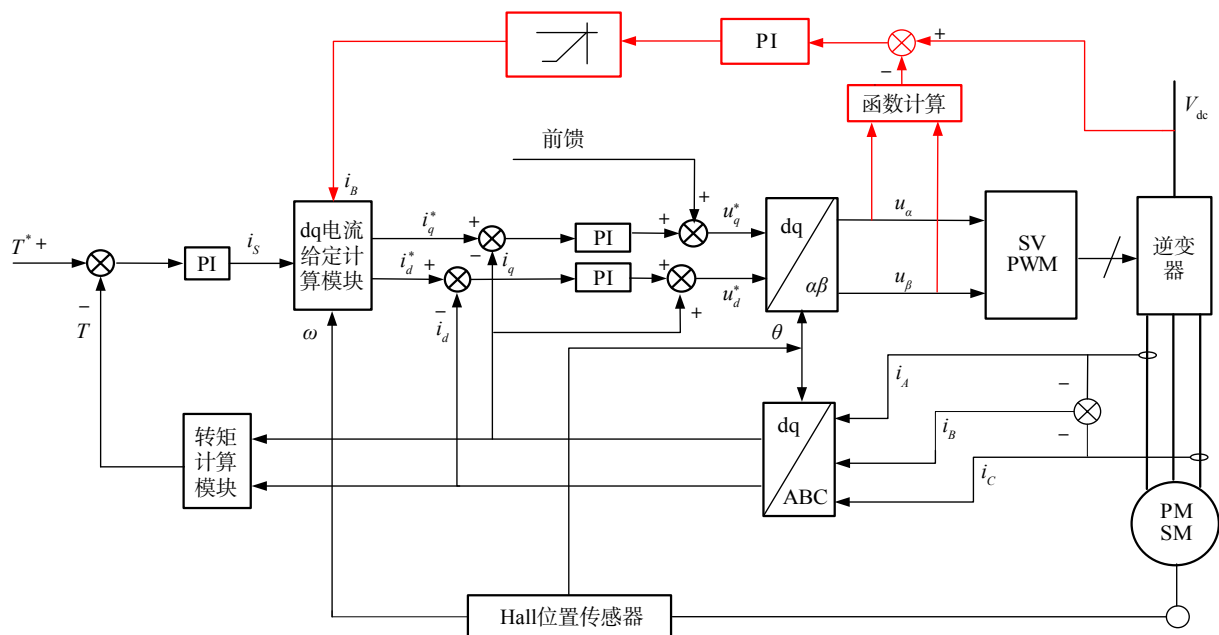 +
PI
−
函数计算
V_dc
前馈
i_B
+
dq电流
给定计
算模块
i_q^*
+
−
PI
+
u_q^*
dq
αβ
u_α
SV
PWM
逆变
器
T^* +
−
T
PI
i_S
i_d^*
+
−
i_q
PI
+
+
u_d^*
u_β
i_d
ω
θ
转矩
计算
模块
dq
ABC
i_A
i_B
i_C
−
−
PM
SM
Hall位置传感器